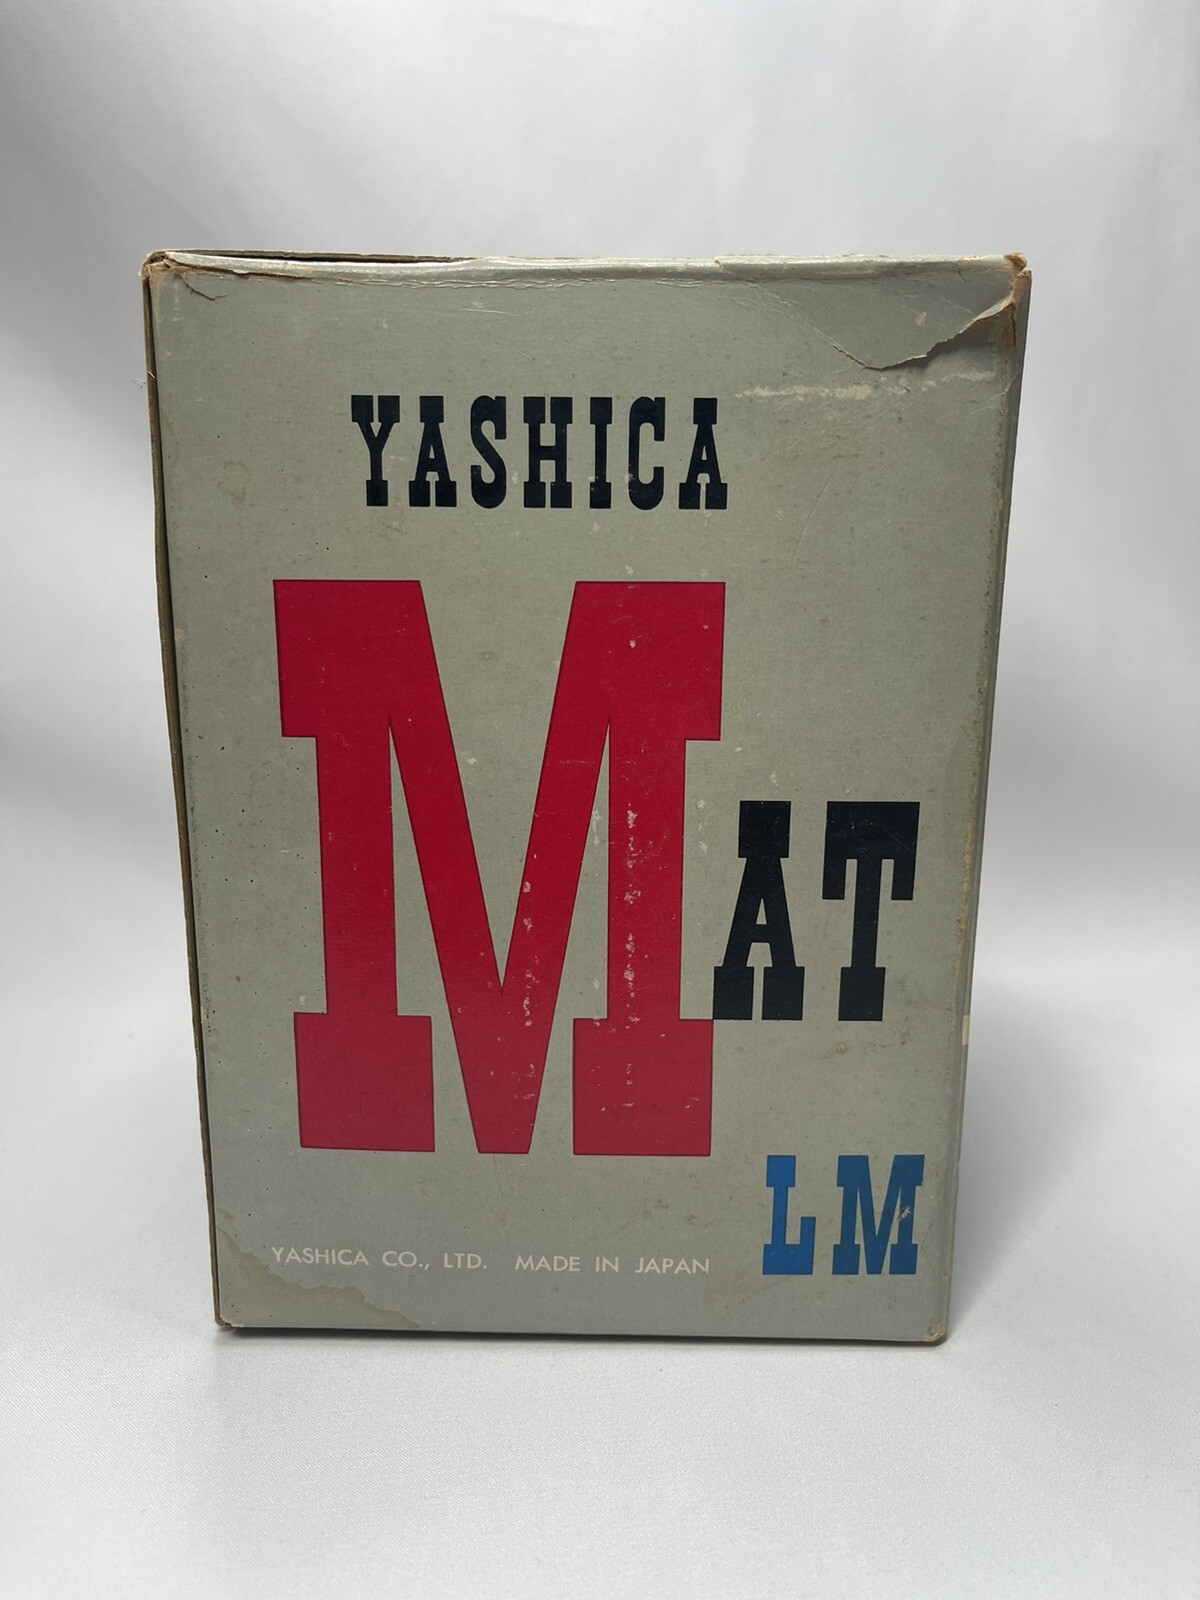 YASHICA
MAT
LM
YASHICA CO., LTD. MADE IN JAPAN